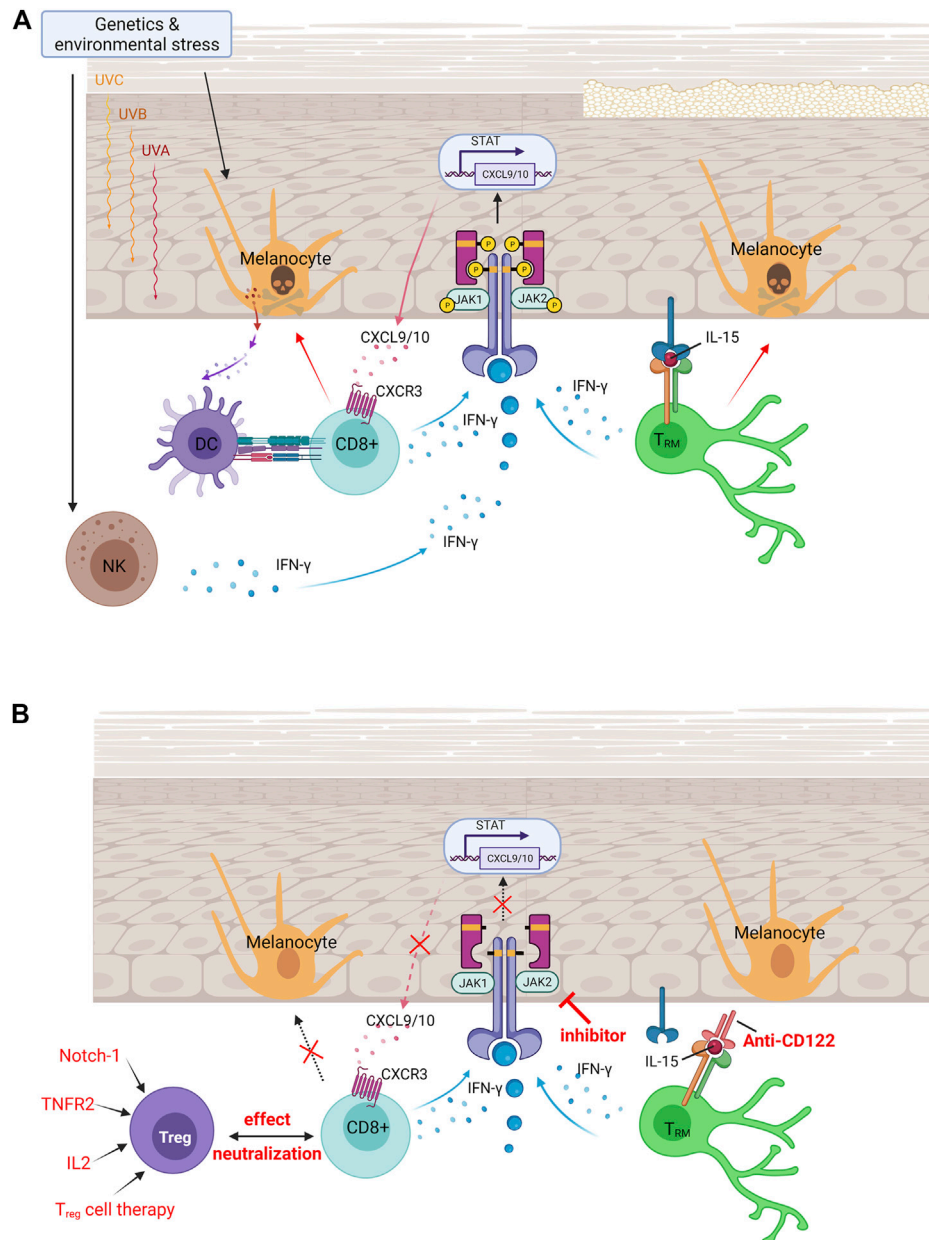 A
Genetics &
environmental stress
UVC
UVB
UVA
STAT
CXCL9/10
Melanocyte
Melanocyte
P
P
P
P
P
P
JAK1
JAK2
CXCL9/10
CXCR3
IL-15
IFN-γ
IFN-γ
DC
CD8+
TRM
IFN-γ
IFN-γ
NK
B
STAT
CXCL9/10
Melanocyte
Melanocyte
JAK1
JAK2
CXCL9/10
inhibitor
Anti-CD122
IL-15
Notch-1
CXCR3
IFN-γ
IFN-γ
TNFR2
Treg
effect
neutralization
CD8+
TRM
IL2
Treg cell therapy